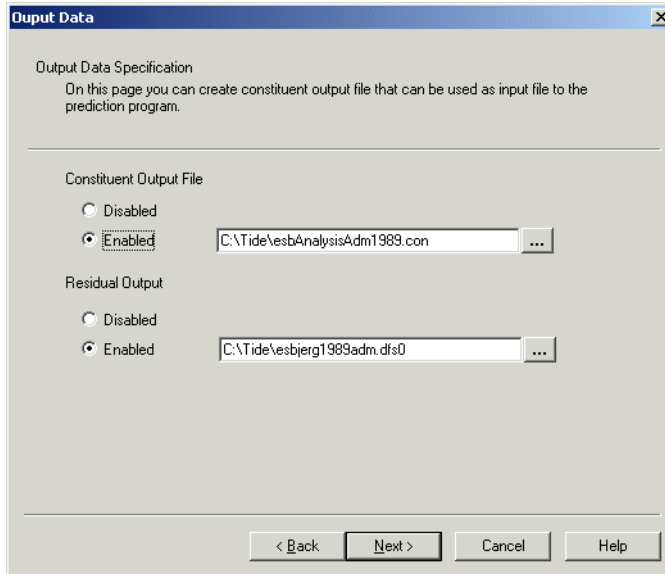 Ouput Data
Output Data Specification
On this page you can create constituent output file that can be used as input file to the
prediction program.
Constituent Output File
Disabled
Enabled
C:\Tide\esbAnalysisAdm1989.con
...
Residual Output
Disabled
Enabled
C:\Tide\esbjerg1989adm.dfs0
...
< Back
Next >
Cancel
Help